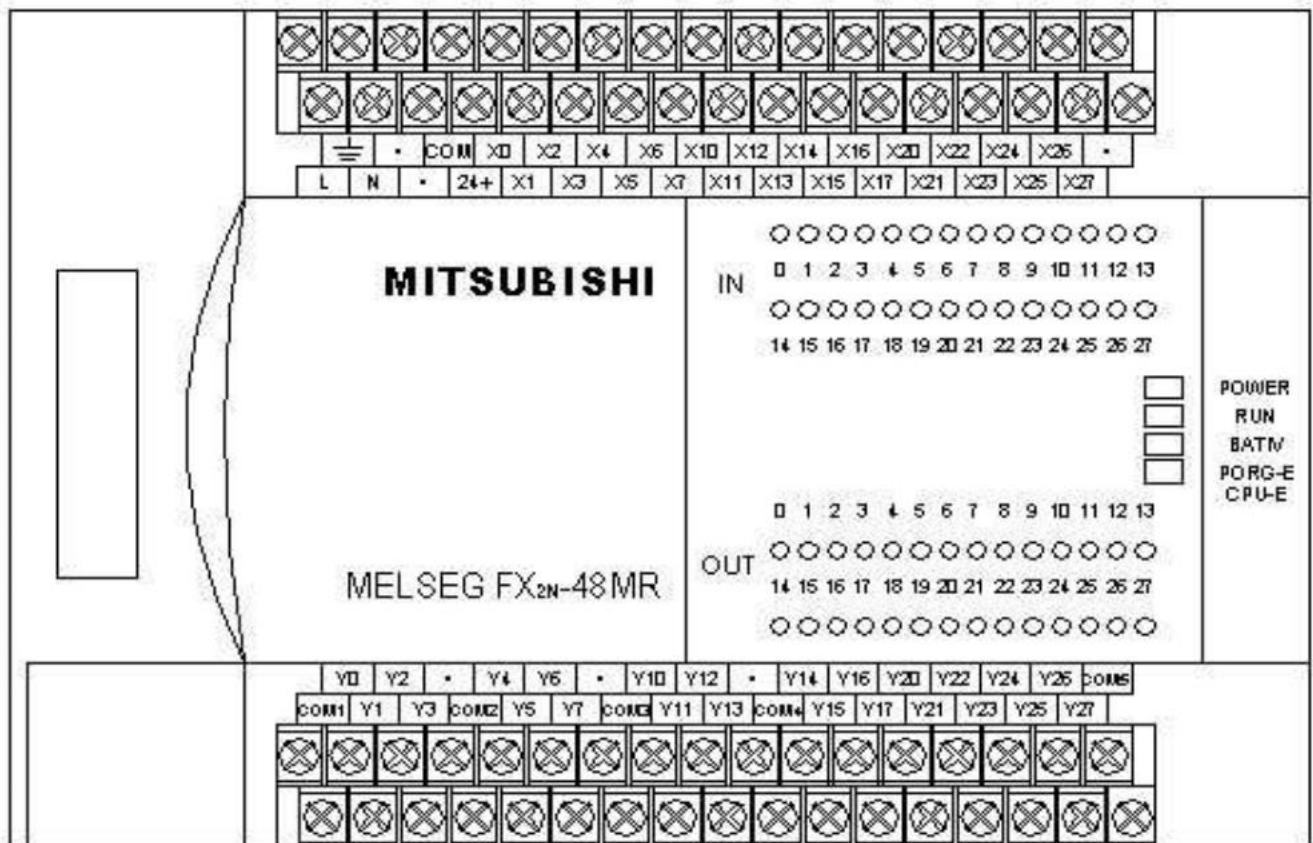 ⏚ · COM X0 X2 X4 X6 X10 X12 X14 X16 X20 X22 X24 X26 ·
L N · 24+ X1 X3 X5 X7 X11 X13 X15 X17 X21 X23 X25 X27
MITSUBISHI
IN
0 1 2 3 4 5 6 7 8 9 10 11 12 13
14 15 16 17 18 19 20 21 22 23 24 25 26 27
POWER
RUN
BATIV
PORG-E
CPU-E
0 1 2 3 4 5 6 7 8 9 10 11 12 13
OUT
14 15 16 17 18 19 20 21 22 23 24 25 26 27
MELSEG FX2N-48MR
Y0 Y2 · Y4 Y6 · Y10 Y12 · Y14 Y16 Y20 Y22 Y24 Y26 COM5
COM1 Y1 Y3 COM2 Y5 Y7 COM3 Y11 Y13 COM4 Y15 Y17 Y21 Y23 Y25 Y27